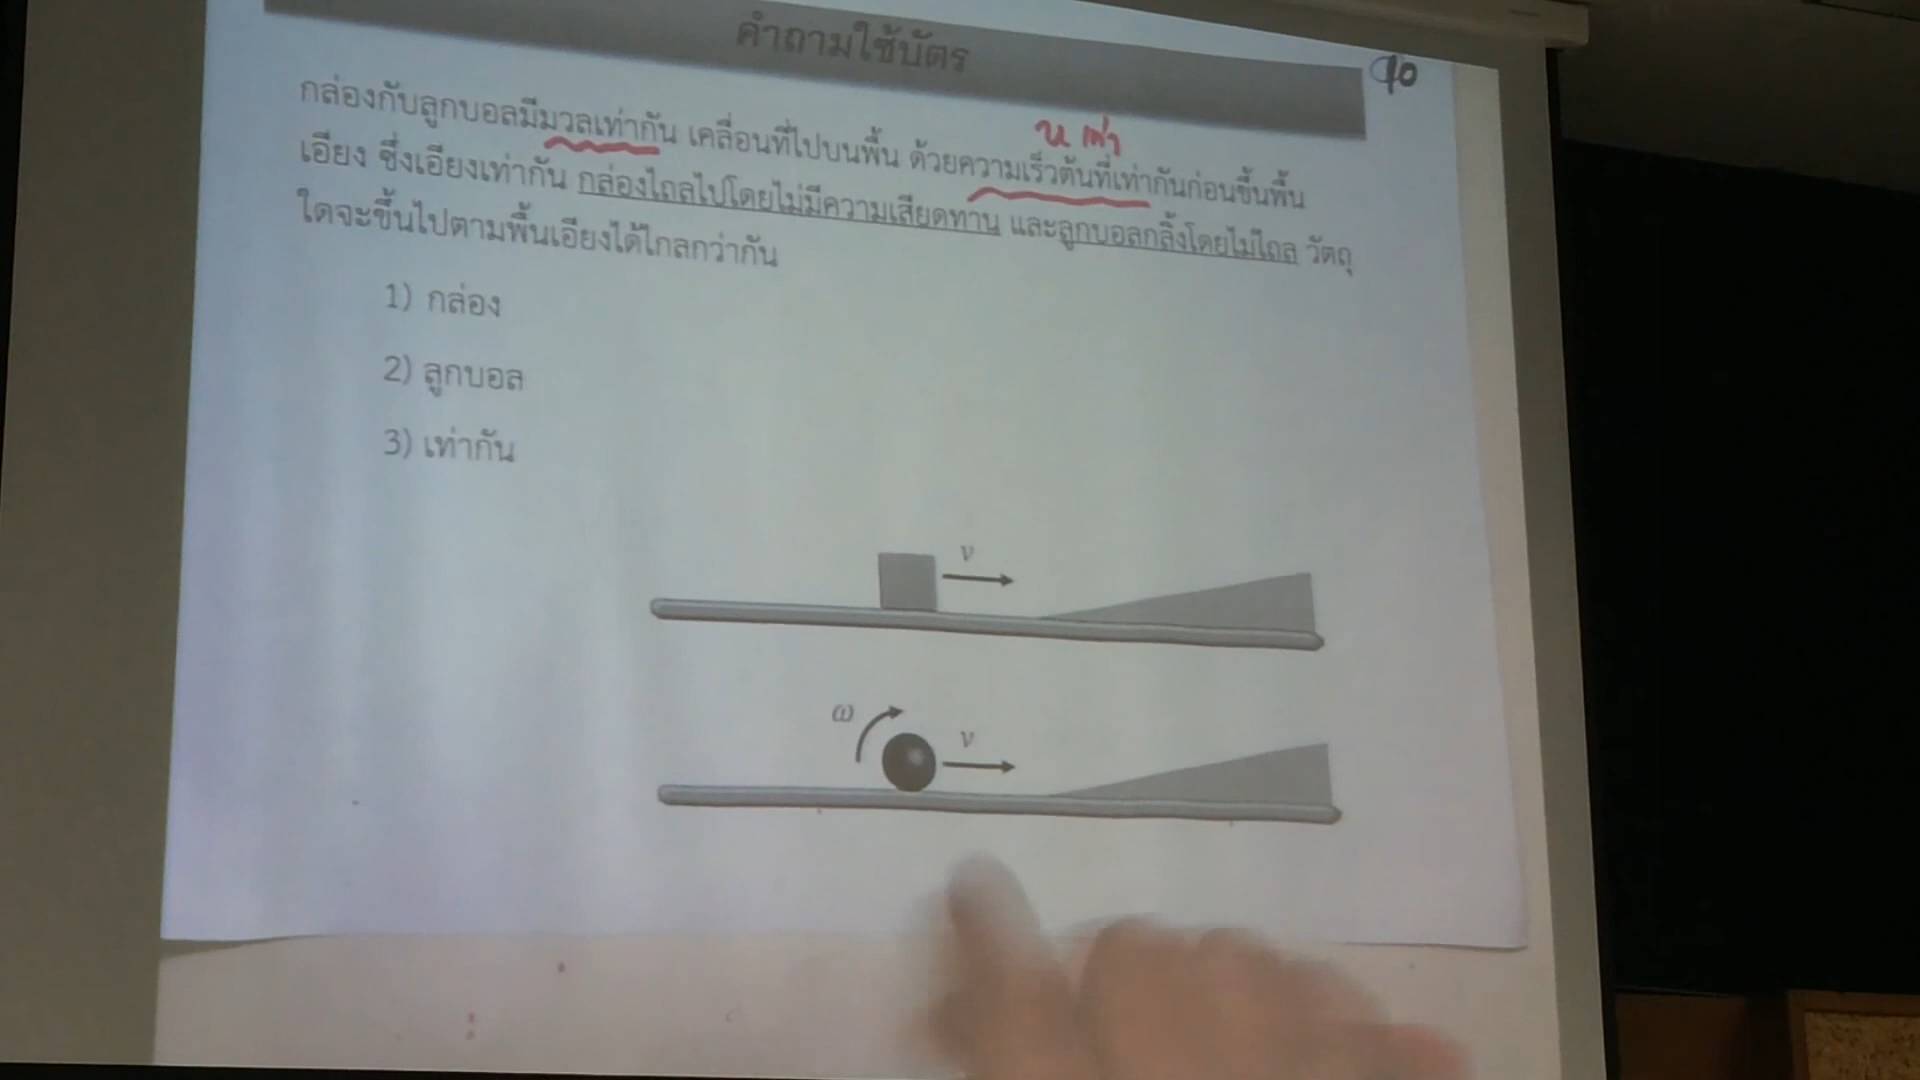 คำถามใช้บัตร
90
กล่องกับลูกบอลมีมวลเท่ากัน เคลื่อนที่ไปบนพื้น ด้วยความเร็วต้นที่เท่ากันก่อนขึ้นพื้น
เอียง ซึ่งเอียงเท่ากัน กล่องไถลไปโดยไม่มีความเสียดทาน และลูกบอลกลิ้งโดยไม่ไถล วัตถุ
ใดจะขึ้นไปตามพื้นเอียงได้ไกลกว่ากัน
1) กล่อง
2) ลูกบอล
3) เท่ากัน
v
ω
v